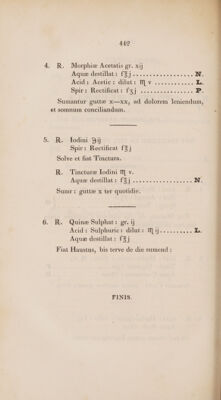 442
4. R. Morphiæ Acetatis gr. xij
Aquæ destillat : f℥j ................ N.
Acid : Acetic : dilut : ♏ v ........... L.
Spir : Rectificat : fʒj ............... P.
Sumantur guttæ x—xx, ad dolorem leniendum,
et somnum conciliandum.
5. R. Iodini ℈ij
Spir : Rectificat f℥j
Solve et fiat Tinctura.
R. Tincturæ Iodini ♏ v.
Aquæ destillat : f℥j ................ N.
Sumr : guttæ x ter quotidie.
6. R. Quinæ Sulphat : gr. ij
Acid : Sulphuric : dilut : ♏ ij .......... L.
Aquæ destillat : f℥j
Fiat Haustus, bis terve de die sumend :
FINIS.